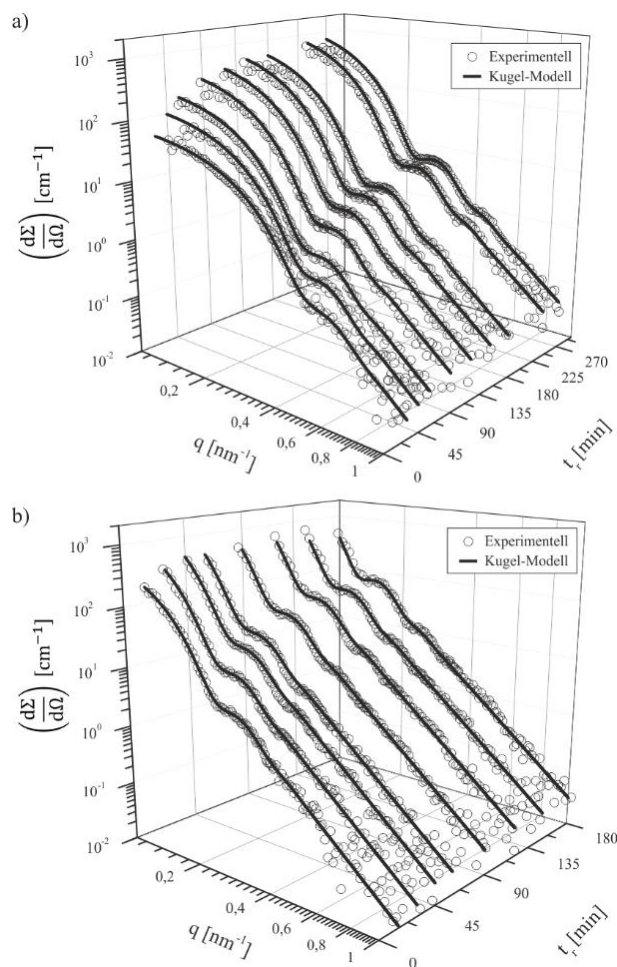 a)
10³
10²
10¹
10⁰
10⁻¹
10⁻²
(dΣ/dΩ) [cm⁻¹]
Experimentell
Kugel-Modell
0,2
0,4
0,6
0,8
1
q [nm⁻¹]
0
45
90
135
180
225
270
tᵣ [min]
b)
10³
10²
10¹
10⁰
10⁻¹
10⁻²
(dΣ/dΩ) [cm⁻¹]
Experimentell
Kugel-Modell
0,2
0,4
0,6
0,8
1
q [nm⁻¹]
0
45
90
135
180
tᵣ [min]